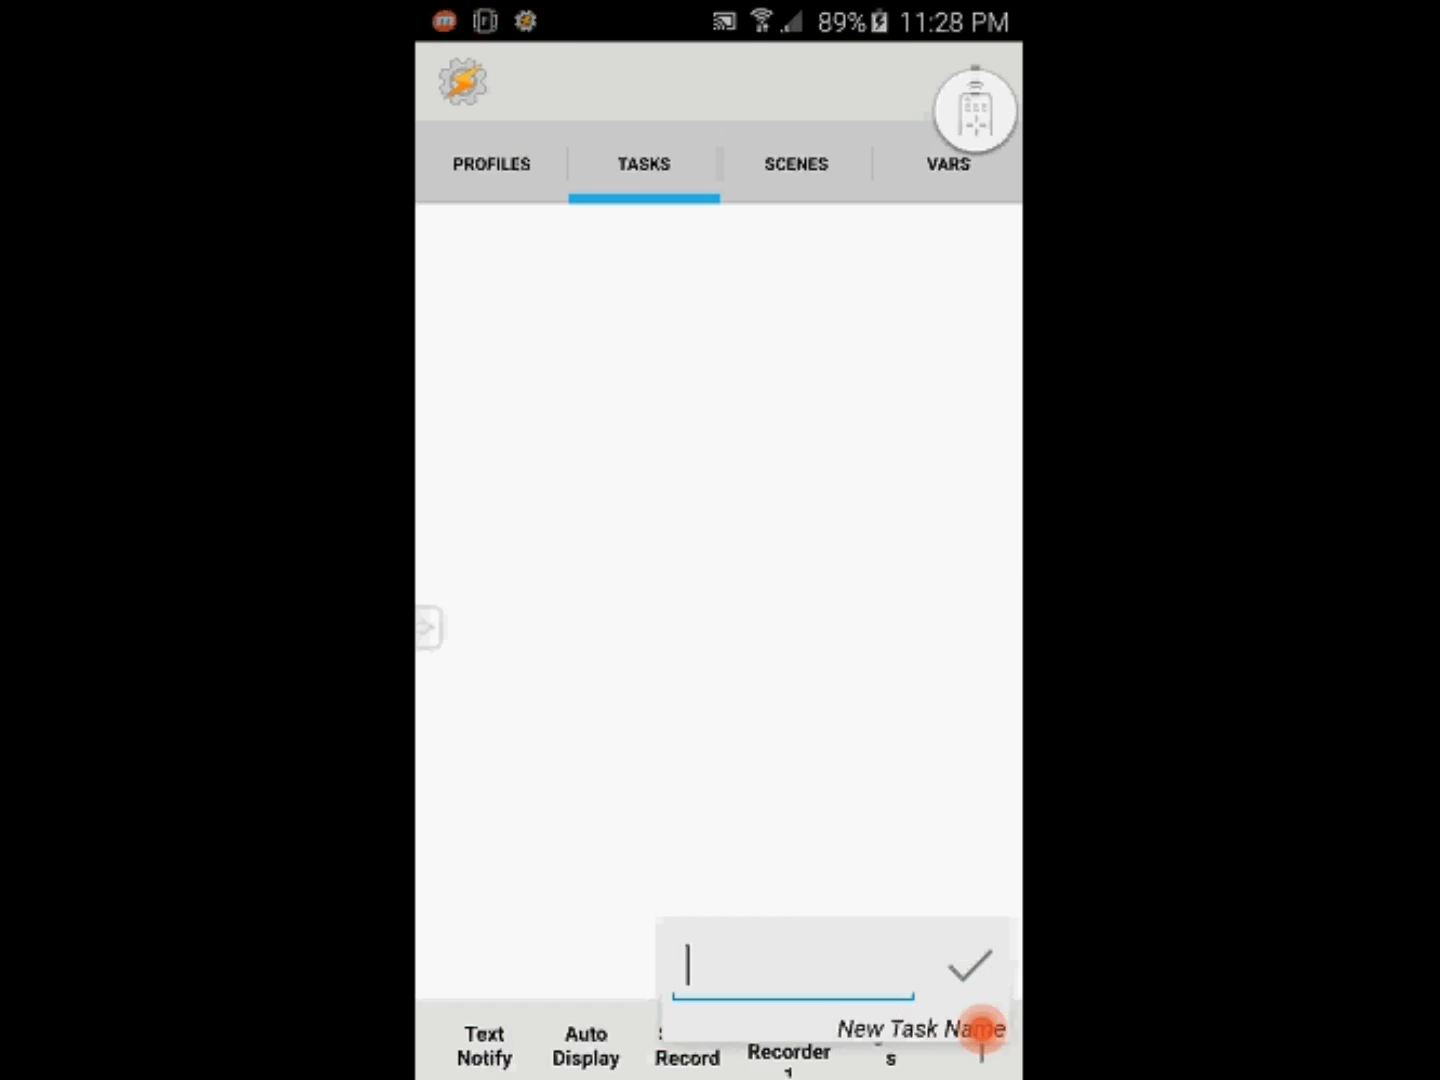 89% 11:28 PM
PROFILES TASKS SCENES VARS
New Task Name
Text Notify
Auto Display
Record
Recorder 1
s